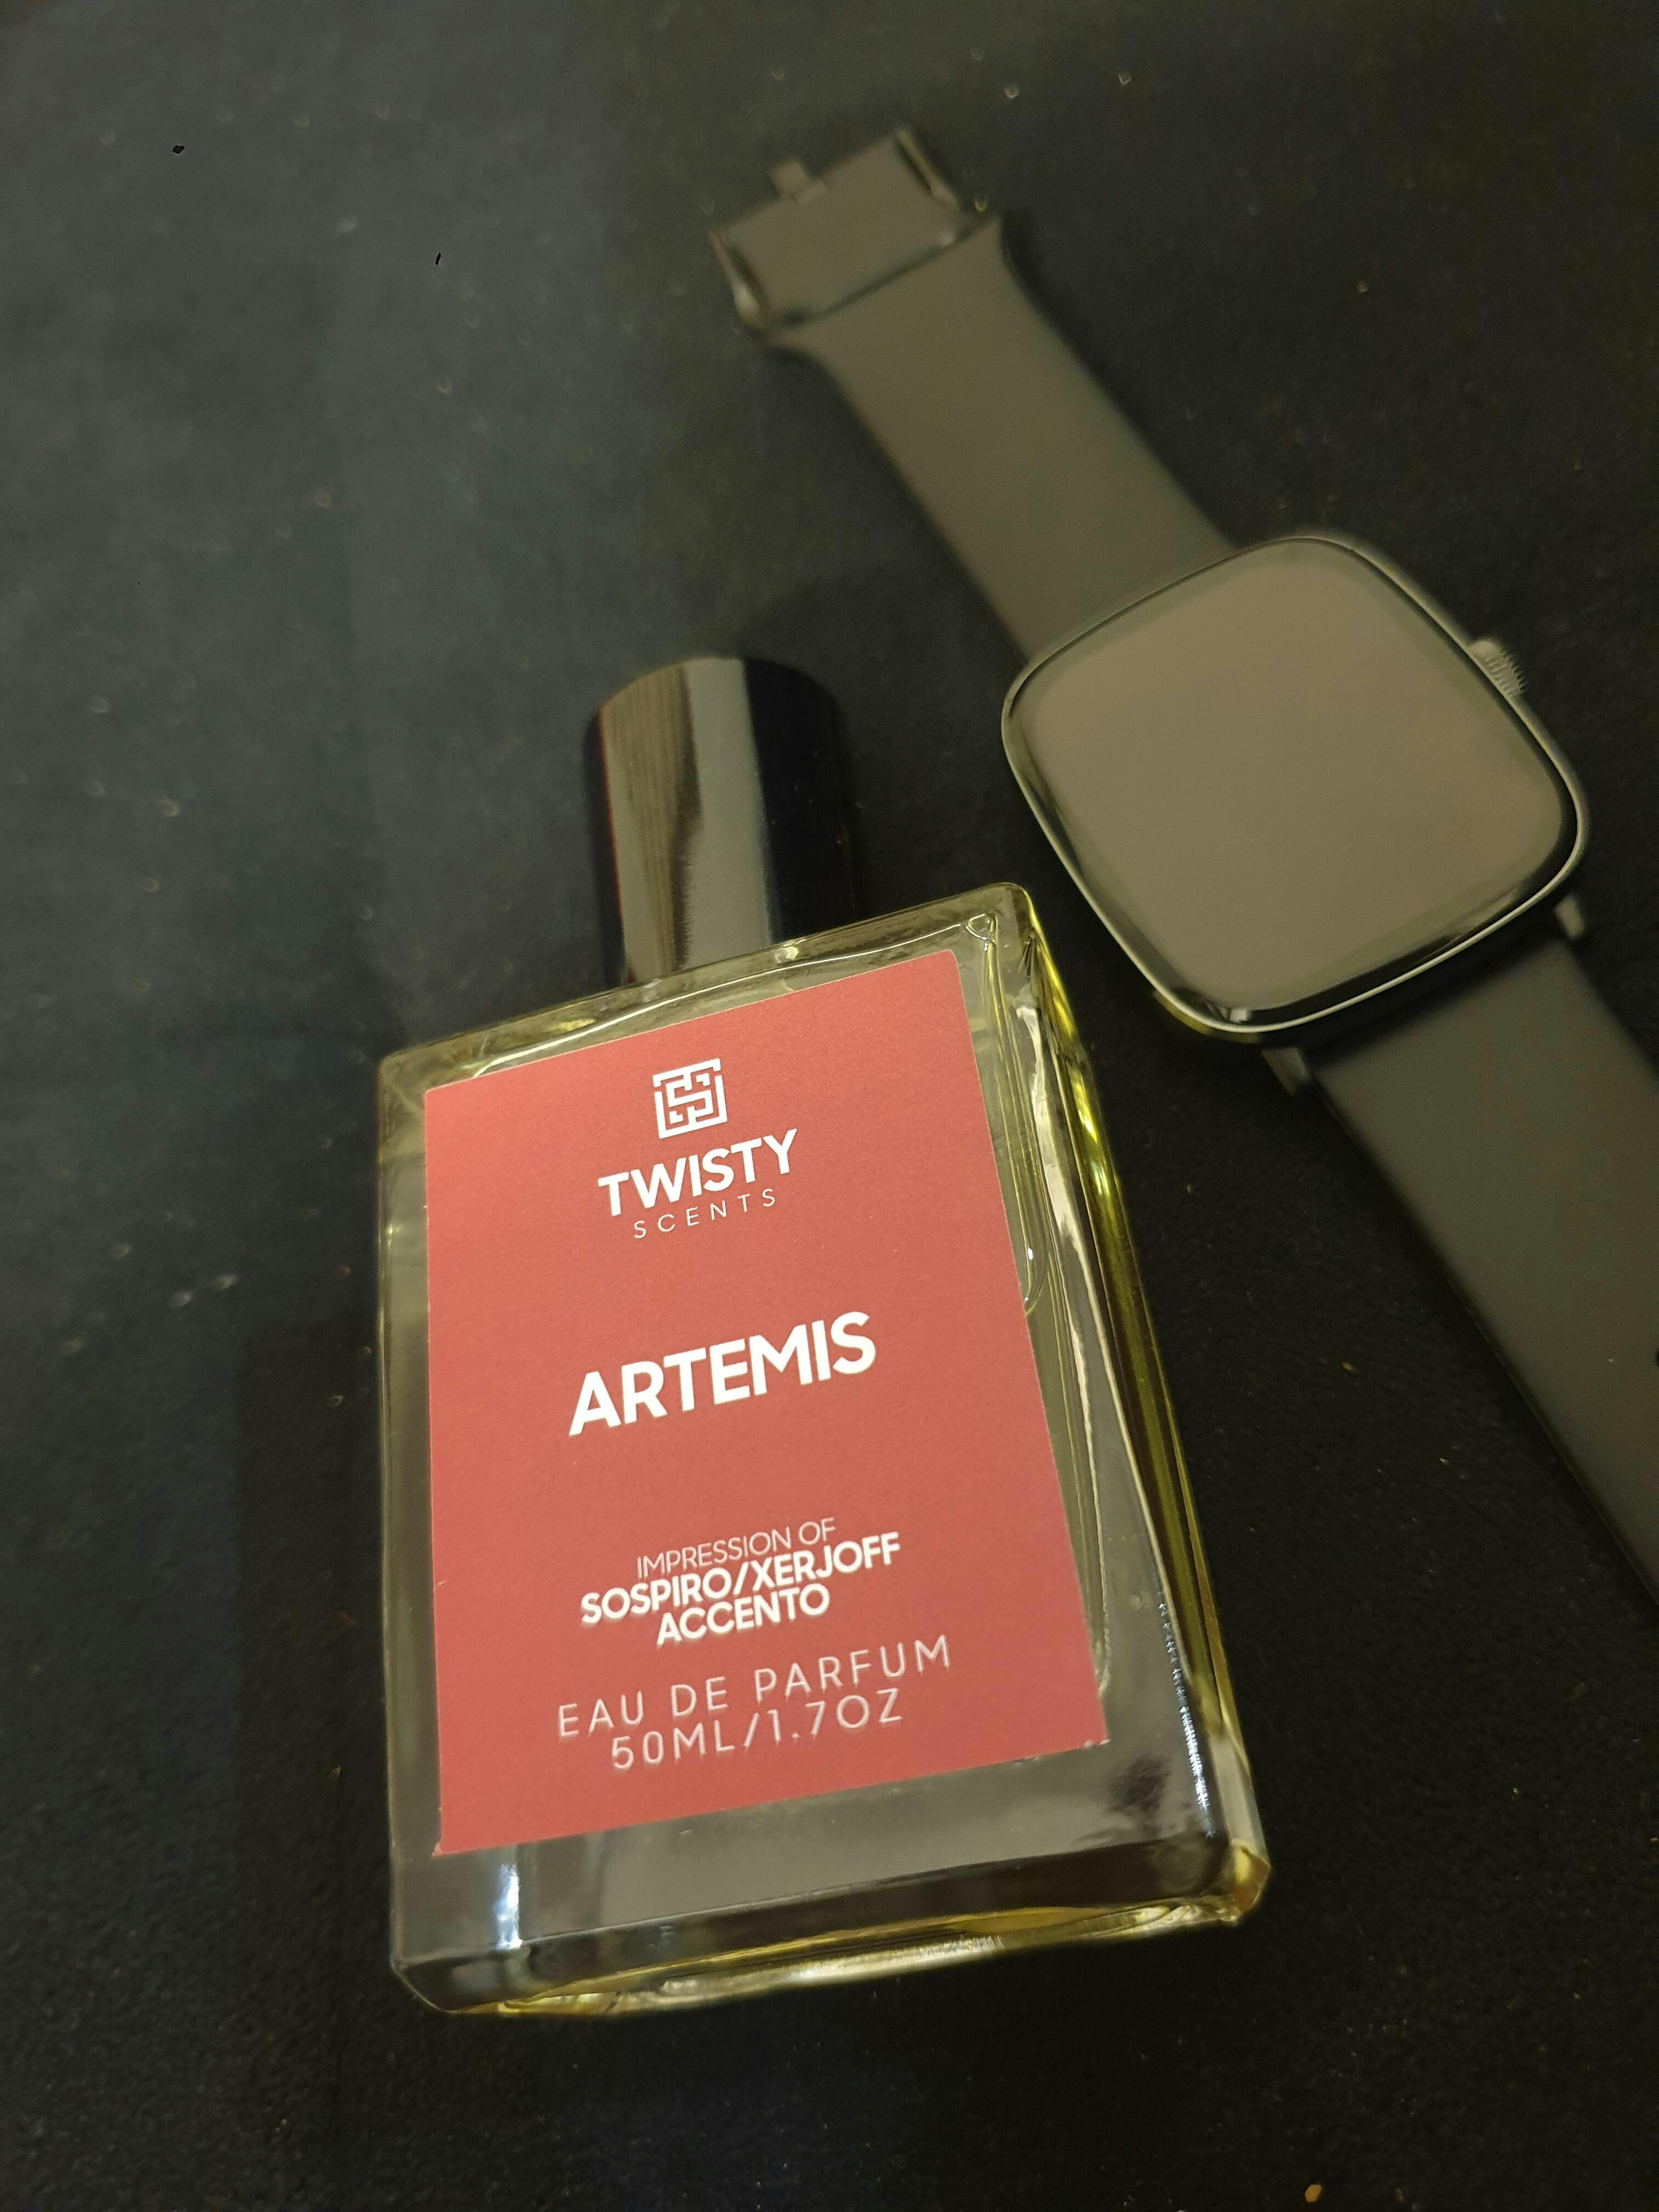 TWISTY
SCENTS
ARTEMIS
IMPRESSION OF
SOSPIRO/XERJOFF
ACCENTO
EAU DE PARFUM
50ML/1.7OZ